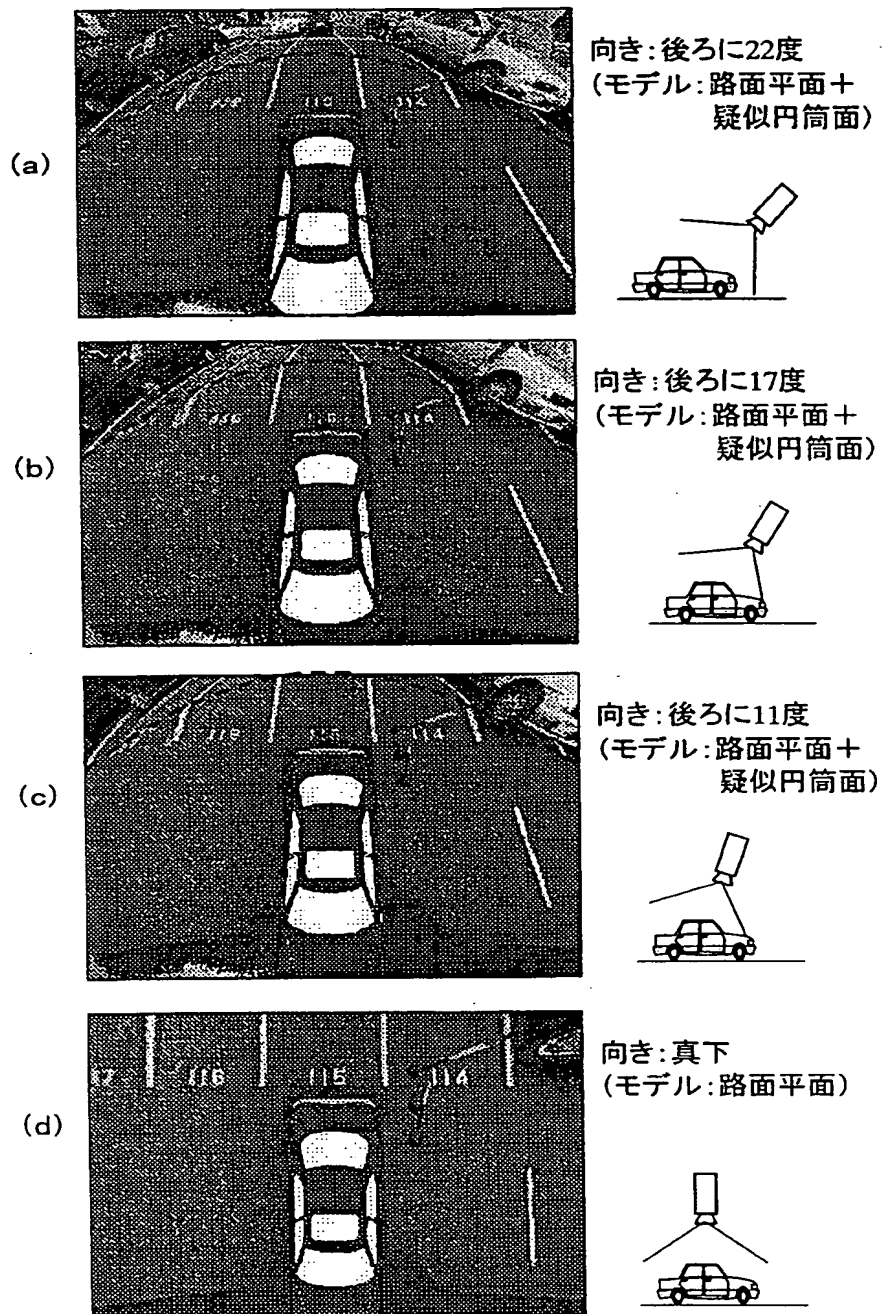 (a)
向き:後ろに22度
(モデル:路面平面+
疑似円筒面)
114
(b)
向き:後ろに17度
(モデル:路面平面+
疑似円筒面)
114
(c)
向き:後ろに11度
(モデル:路面平面+
疑似円筒面)
114
(d)
向き:真下
(モデル:路面平面)
116
115
114